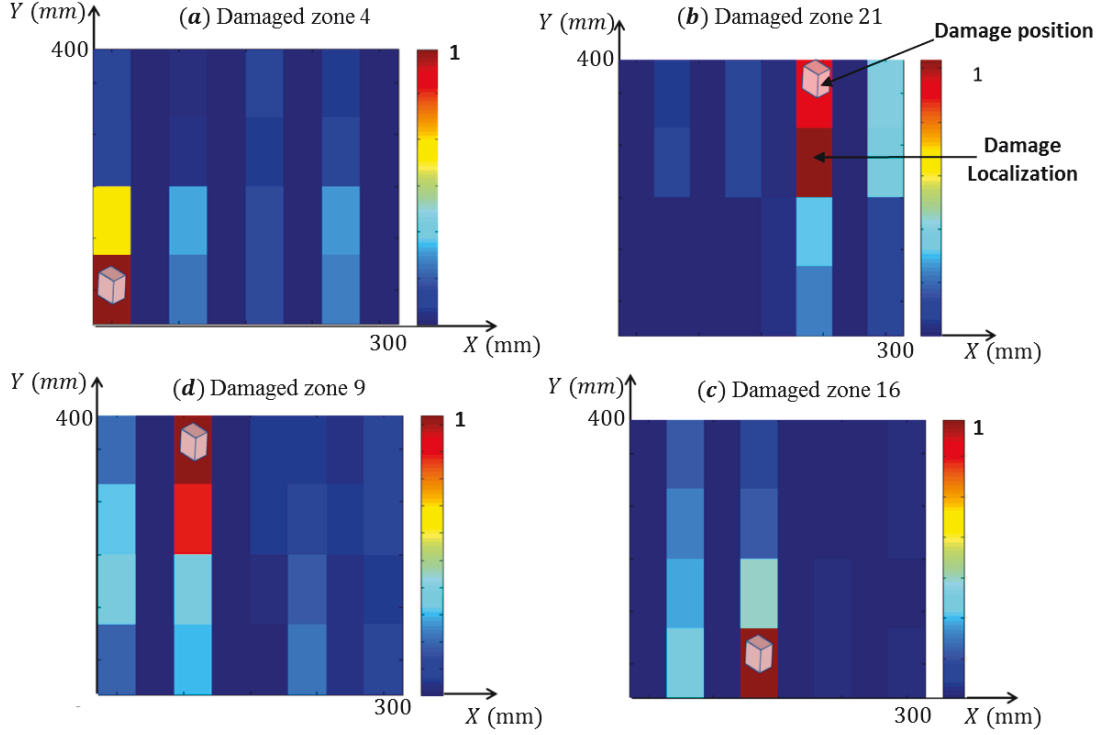 Y (mm)
(a) Damaged zone 4
400
1
300
X (mm)
Y (mm)
(b) Damaged zone 21
Damage position
400
1
Damage
Localization
300
X (mm)
Y (mm)
(d) Damaged zone 9
400
1
300
X (mm)
Y (mm)
(c) Damaged zone 16
400
1
300
X (mm)